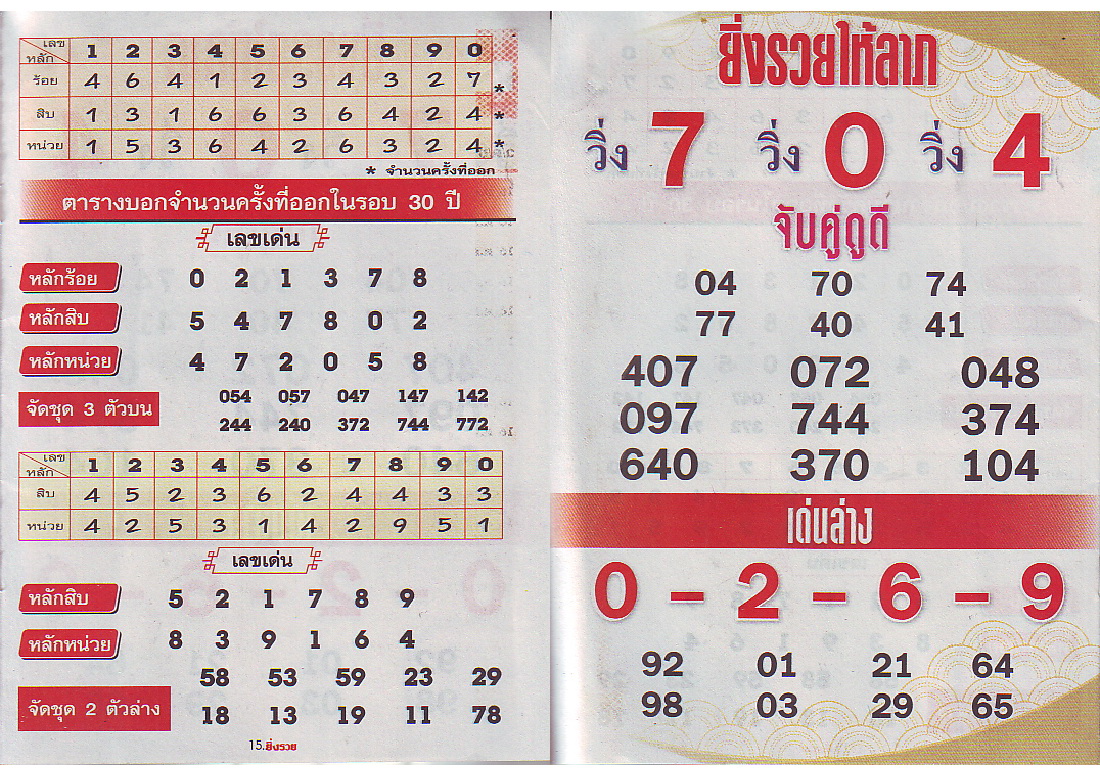 เลข
หลัก 1 2 3 4 5 6 7 8 9 0
ร้อย 4 6 4 1 2 3 4 3 2 7 *
สิบ 1 3 1 6 6 3 6 4 2 4 *
หน่วย 1 5 3 6 4 2 6 3 2 4 *
* จำนวนครั้งที่ออก
ตารางบอกจำนวนครั้งที่ออกในรอบ 30 ปี
เลขเด่น
หลักร้อย 0 2 1 3 7 8
หลักสิบ 5 4 7 8 0 2
หลักหน่วย 4 7 2 0 5 8
จัดชุด 3 ตัวบน
054 057 047 147 142
244 240 372 744 772
เลข
หลัก 1 2 3 4 5 6 7 8 9 0
สิบ 4 5 2 3 6 2 4 4 3 3
หน่วย 4 2 5 3 1 4 2 9 5 1
เลขเด่น
หลักสิบ 5 2 1 7 8 9
หลักหน่วย 8 3 9 1 6 4
58 53 59 23 29
จัดชุด 2 ตัวล่าง 18 13 19 11 78
15.ยิ่งรวย
ยิ่งรวยให้ลาภ
วิ่ง 7 วิ่ง 0 วิ่ง 4
จับคู่ดูดี
04 70 74
77 40 41
407 072 048
097 744 374
640 370 104
เด่นล่าง
0 - 2 - 6 - 9
92 01 21 64
98 03 29 65